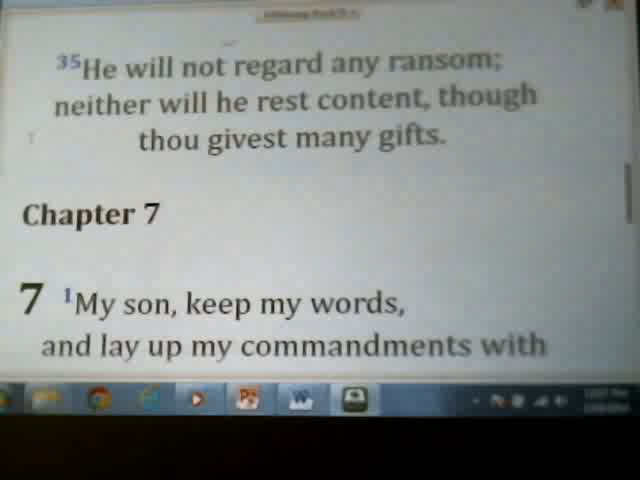 35He will not regard any ransom;
neither will he rest content, though
thou givest many gifts.
Chapter 7
7 1My son, keep my words,
and lay up my commandments with